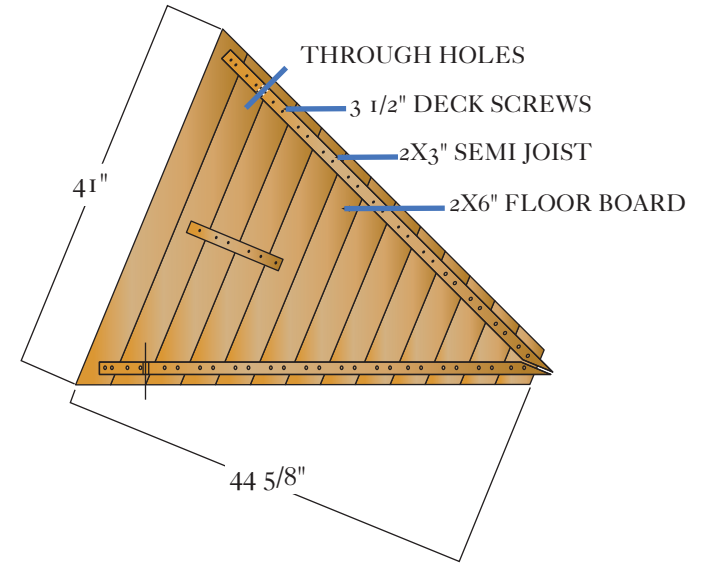 THROUGH HOLES
3 1/2" DECK SCREWS
2X3" SEMI JOIST
41"
2X6" FLOOR BOARD
44 5/8"